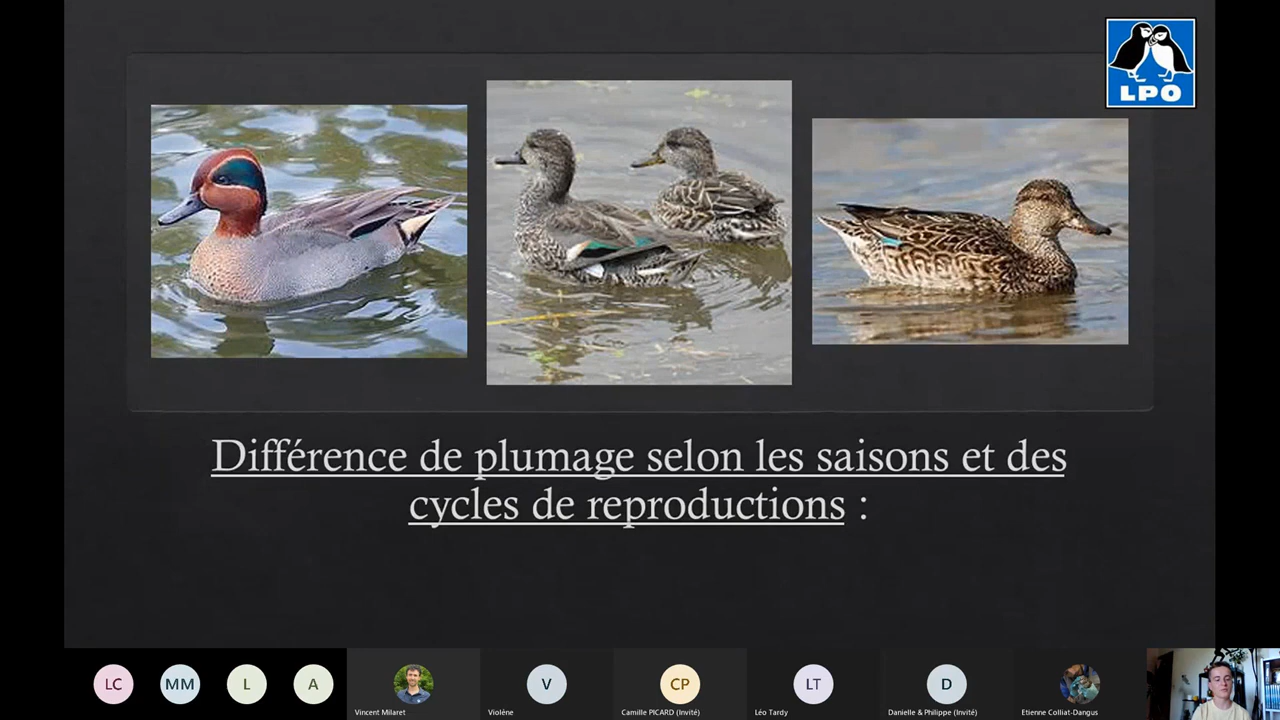 LPO
Différence de plumage selon les saisons et des
cycles de reproductions :
LC
MM
L
A
V
CP
LT
D
Vincent Milaret
Violène
Camille PICARD (Invité)
Léo Tardy
Danielle & Philippe (Invité)
Etienne Colliat-Dangus